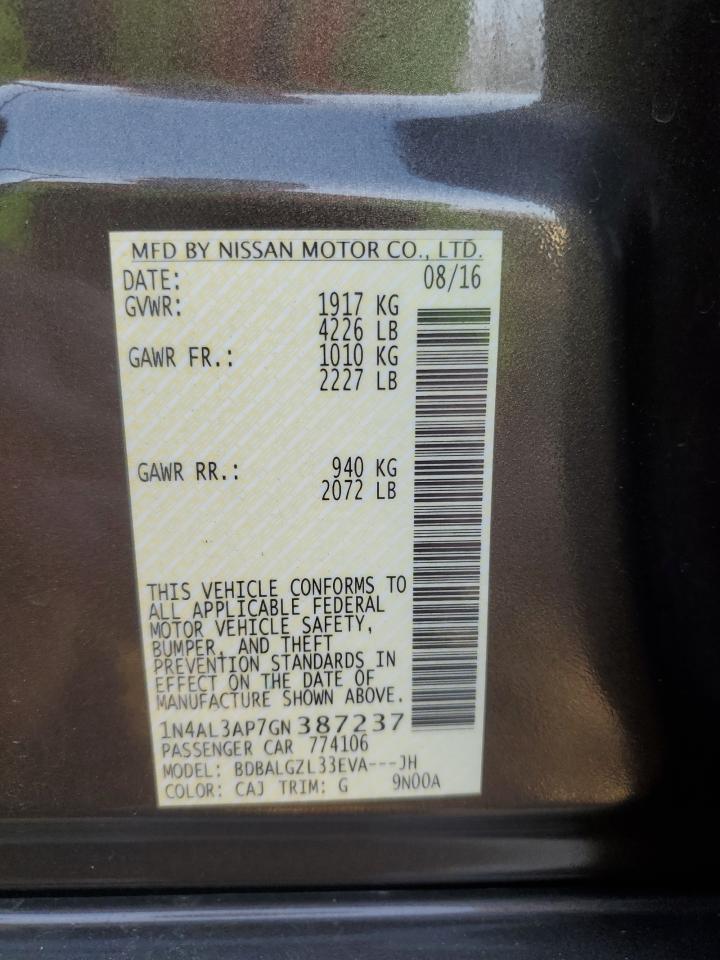 MFD BY NISSAN MOTOR CO., LTD.
DATE: 08/16
GVWR: 1917 KG
4226 LB
GAWR FR.: 1010 KG
2227 LB
GAWR RR.: 940 KG
2072 LB
THIS VEHICLE CONFORMS TO
ALL APPLICABLE FEDERAL
MOTOR VEHICLE SAFETY,
BUMPER, AND THEFT
PREVENTION STANDARDS IN
EFFECT ON THE DATE OF
MANUFACTURE SHOWN ABOVE.
1N4AL3AP7GN387237
PASSENGER CAR 774106
MODEL: BDBALGZL33EVA---JH
COLOR: CAJ TRIM: G 9N00A